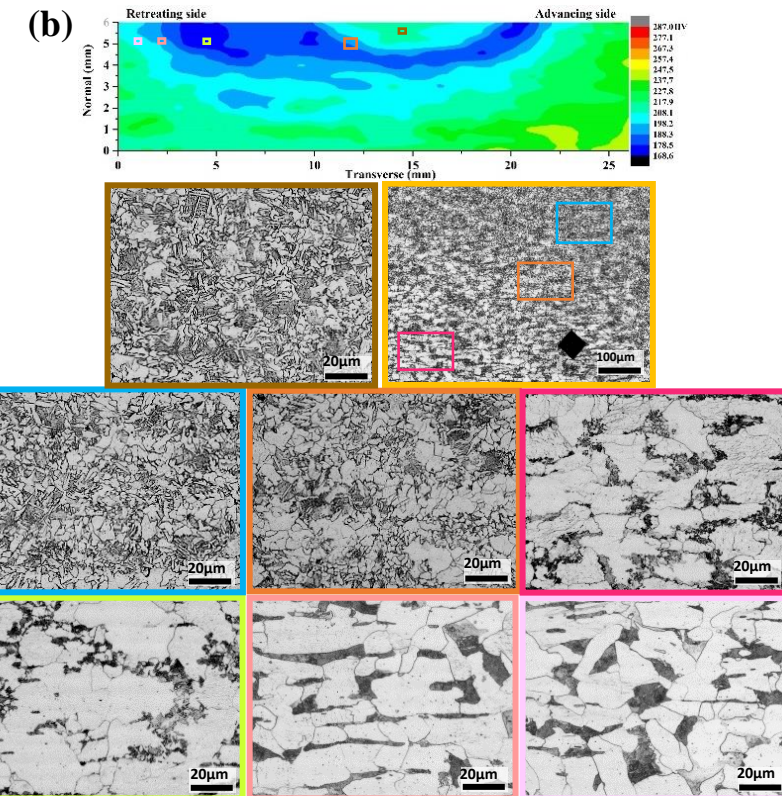 (b)
Retreating side
Advancing side
Normal (mm)
6
5
4
3
2
1
0
0
5
10
15
20
25
Transverse (mm)
287.0HV
277.1
267.3
257.4
247.5
237.7
227.8
217.9
208.1
198.2
188.3
178.5
168.6
20μm
100μm
20μm
20μm
20μm
20μm
20μm
20μm